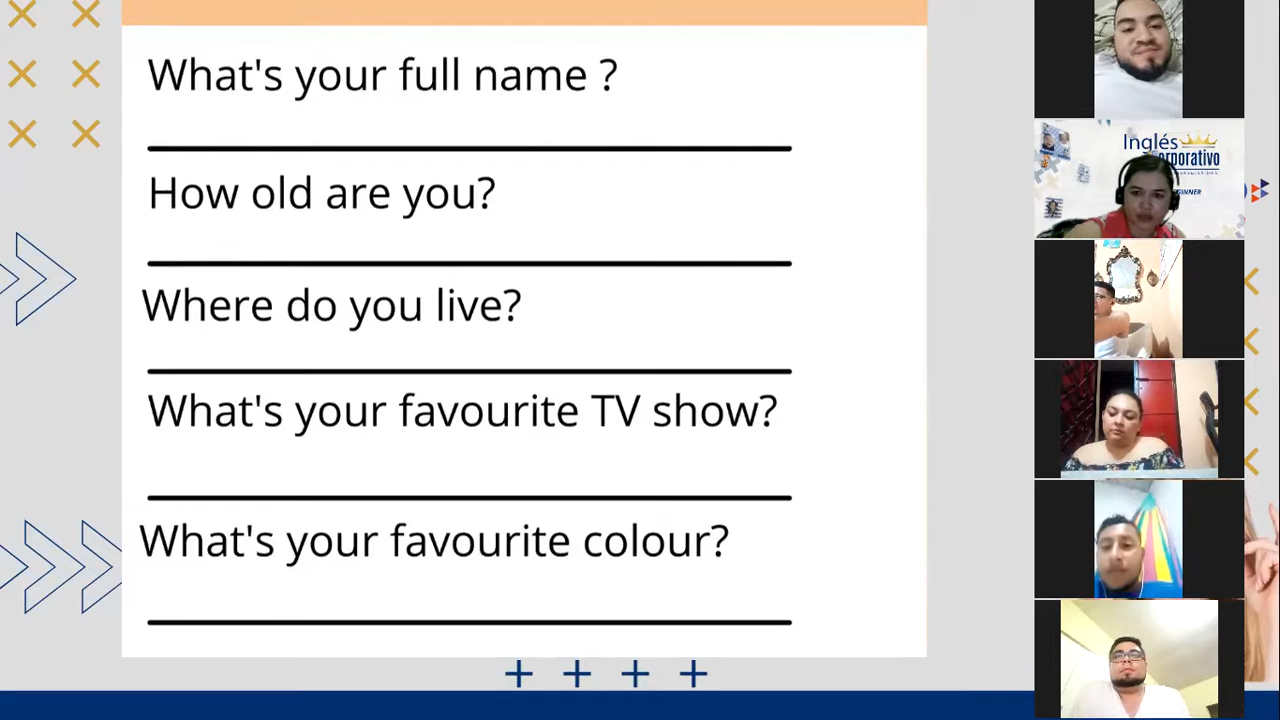 What's your full name ?
How old are you?
Where do you live?
What's your favourite TV show?
What's your favourite colour?
Inglés
orporativo
GINNER